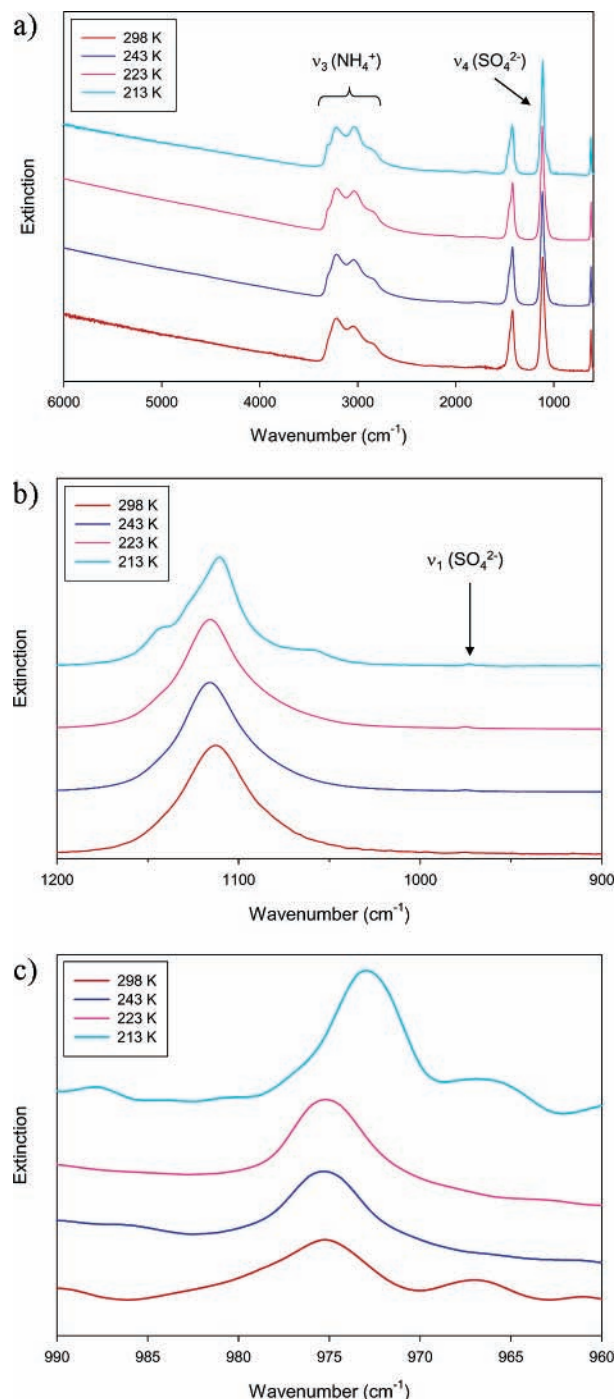 a)
298 K
243 K
223 K
213 K
ν₃ (NH₄⁺)
ν₄ (SO₄²⁻)
Extinction
6000 5000 4000 3000 2000 1000
Wavenumber (cm⁻¹)
b)
298 K
243 K
223 K
213 K
ν₁ (SO₄²⁻)
Extinction
1200 1100 1000 900
Wavenumber (cm⁻¹)
c)
298 K
243 K
223 K
213 K
Extinction
990 985 980 975 970 965 960
Wavenumber (cm⁻¹)